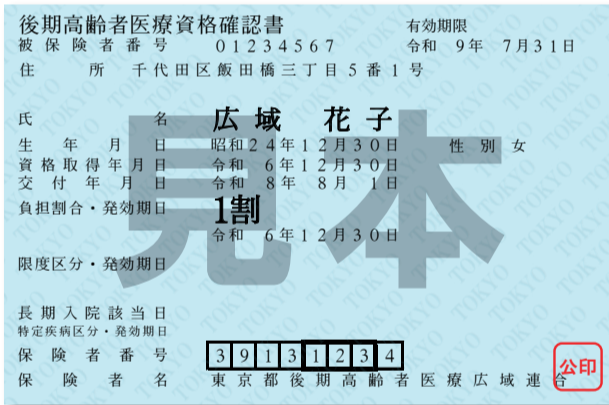 後期高齢者医療資格確認書
有効期限
被保険者番号 01234567 令和 9年 7月31日
住所 千代田区飯田橋三丁目5番1号
氏名 広域 花子
生年月日 昭和24年12月30日 性別 女
資格取得年月日 令和 6年12月30日
交付年月日 令和 8年 8月 1日
負担割合・発効期日 1割
令和 6年12月30日
限度区分・発効期日
長期入院該当日
特定疾病区分・発効期日
保険者番号 39131234
保険者名 東京都後期高齢者医療広域連合
公印
見本
TOKYO